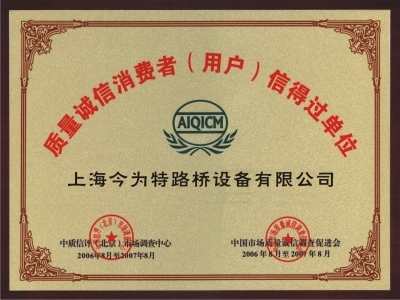 质量诚信消费者（用户）信得过单位
AIQICM
上海今为特路桥设备有限公司
中质信评（北京）市场调查中心
2006年8月至2007年8月
中国市场质量诚信调查促进会
2006年8月至2007年8月